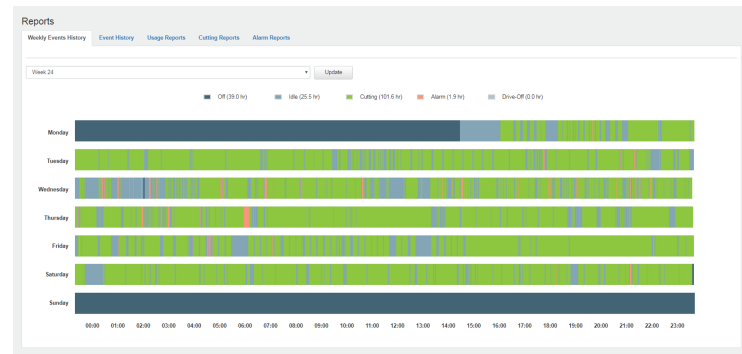 Reports
Weekly Events History Event History Usage Reports Cutting Reports Alarm Reports
Week 24 Update
Off (39.0 hr) Idle (25.5 hr) Cutting (101.6 hr) Alarm (1.9 hr) Drive-Off (0.0 hr)
Monday
Tuesday
Wednesday
Thursday
Friday
Saturday
Sunday
00:00 01:00 02:00 03:00 04:00 05:00 06:00 07:00 08:00 09:00 10:00 11:00 12:00 13:00 14:00 15:00 16:00 17:00 18:00 19:00 20:00 21:00 22:00 23:00